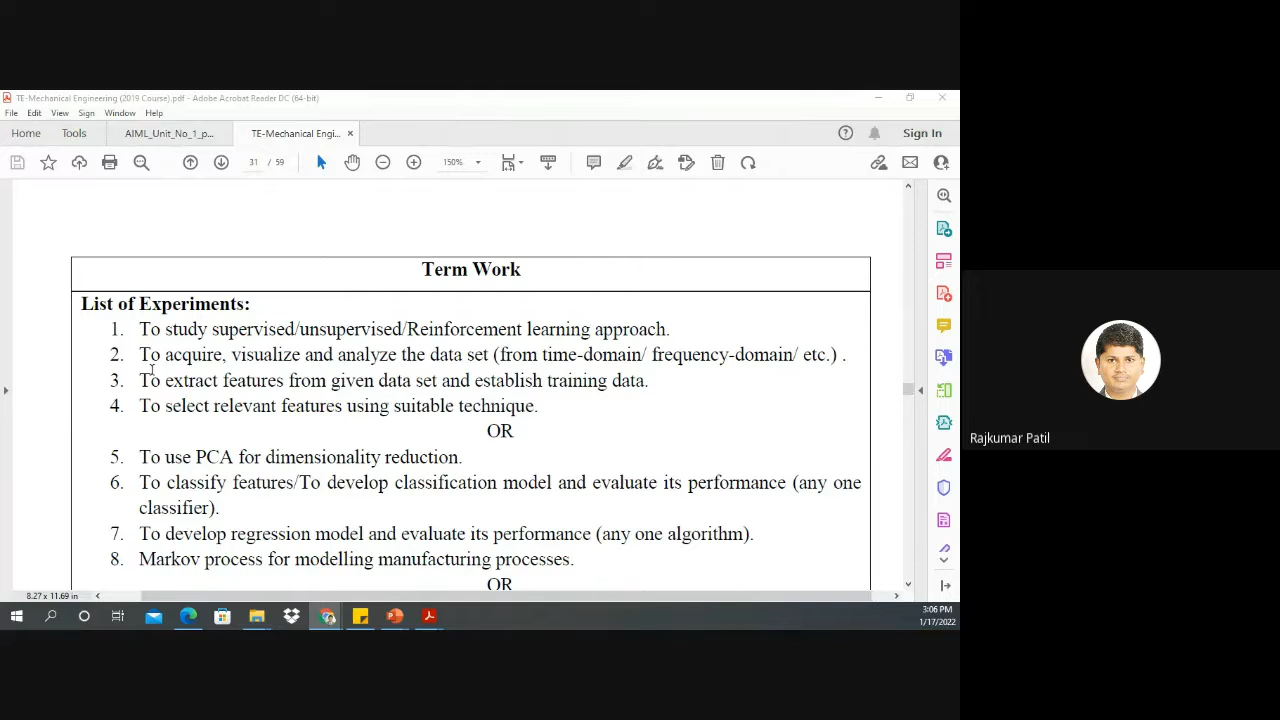 TE-Mechanical Engineering (2019 Course).pdf - Adobe Acrobat Reader DC (64-bit)
File Edit View Sign Window Help
Home Tools AIML_Unit_No_1_p... TE-Mechanical Engi... × Sign In
31 / 59 150%
Term Work
List of Experiments:
1. To study supervised/unsupervised/Reinforcement learning approach.
2. To acquire, visualize and analyze the data set (from time-domain/ frequency-domain/ etc.) .
3. To extract features from given data set and establish training data.
4. To select relevant features using suitable technique.
OR
5. To use PCA for dimensionality reduction.
6. To classify features/To develop classification model and evaluate its performance (any one
classifier).
7. To develop regression model and evaluate its performance (any one algorithm).
8. Markov process for modelling manufacturing processes.
OR
8.27 x 11.69 in
3:06 PM
1/17/2022
Rajkumar Patil